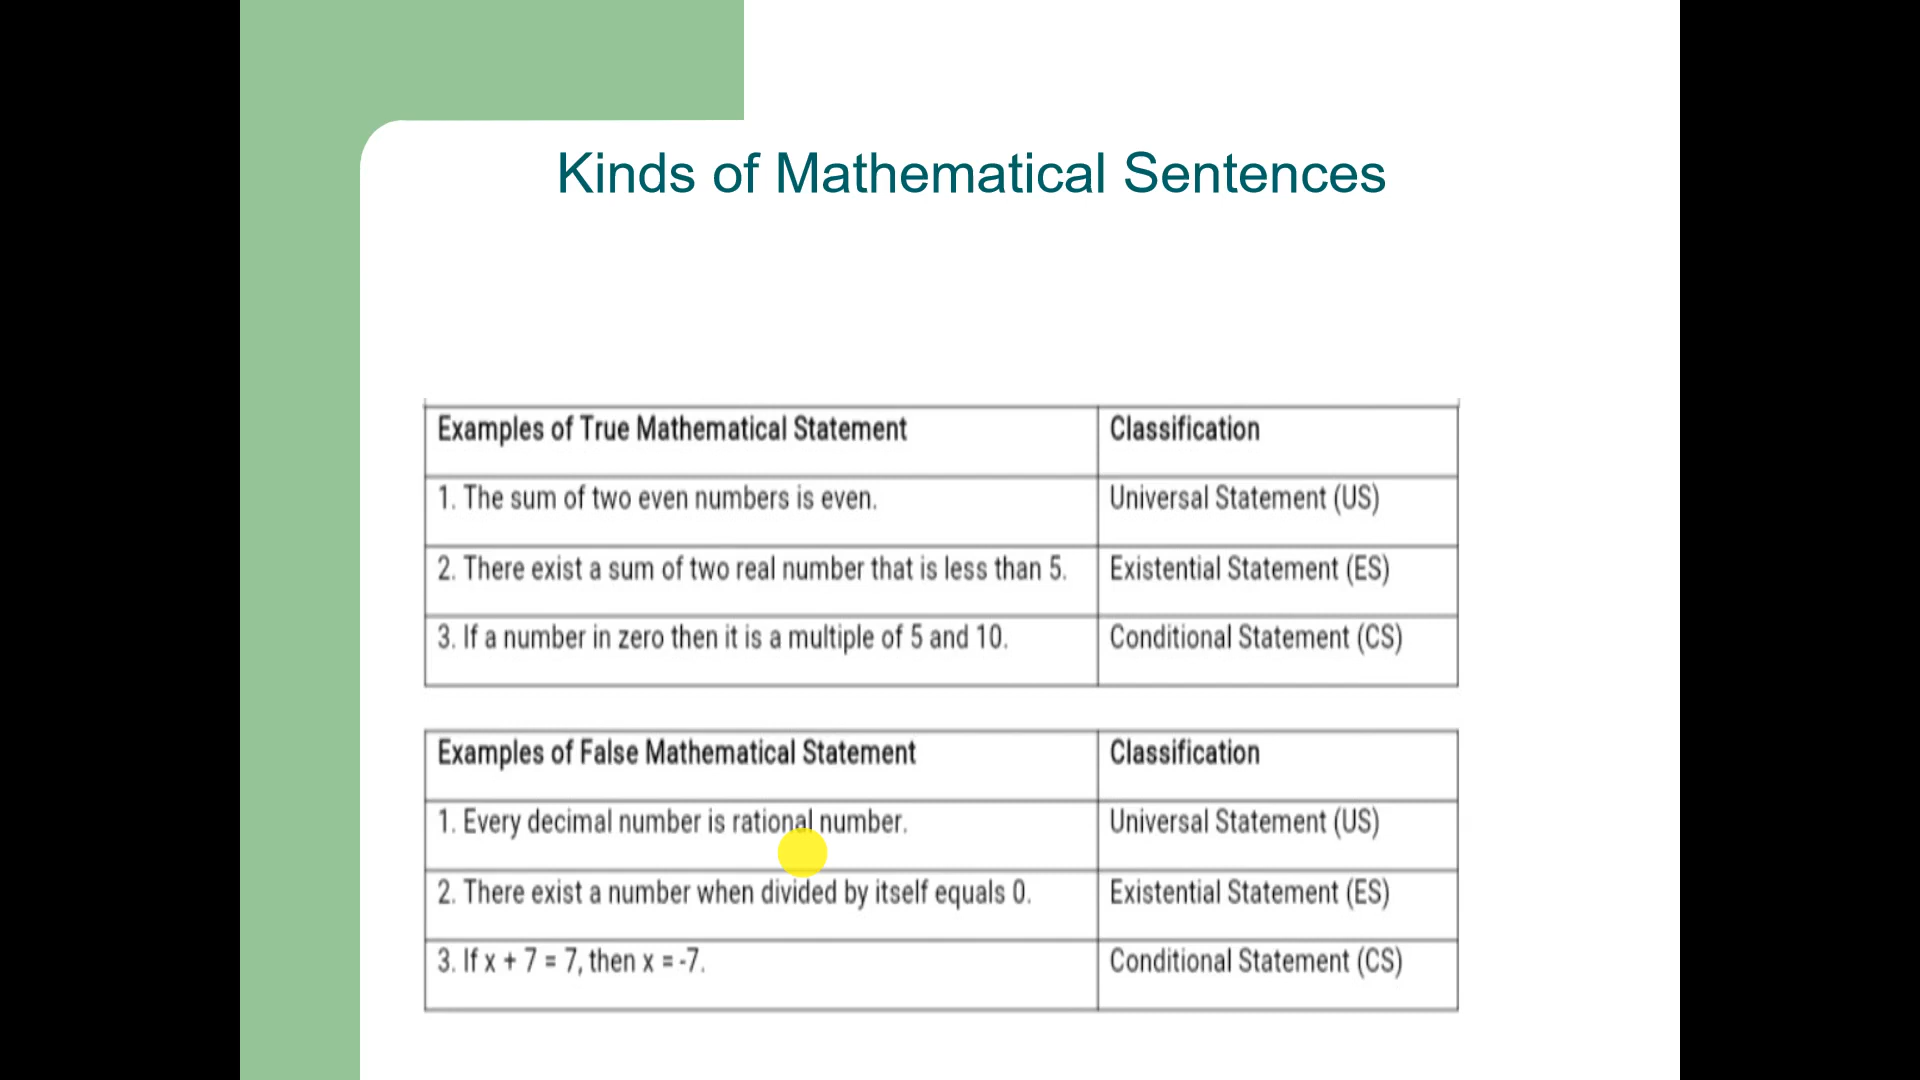 Kinds of Mathematical Sentences
Examples of True Mathematical Statement
Classification
1. The sum of two even numbers is even.
Universal Statement (US)
2. There exist a sum of two real number that is less than 5.
Existential Statement (ES)
3. If a number in zero then it is a multiple of 5 and 10.
Conditional Statement (CS)
Examples of False Mathematical Statement
Classification
1. Every decimal number is rational number.
Universal Statement (US)
2. There exist a number when divided by itself equals 0.
Existential Statement (ES)
3. If x + 7 = 7, then x = -7.
Conditional Statement (CS)